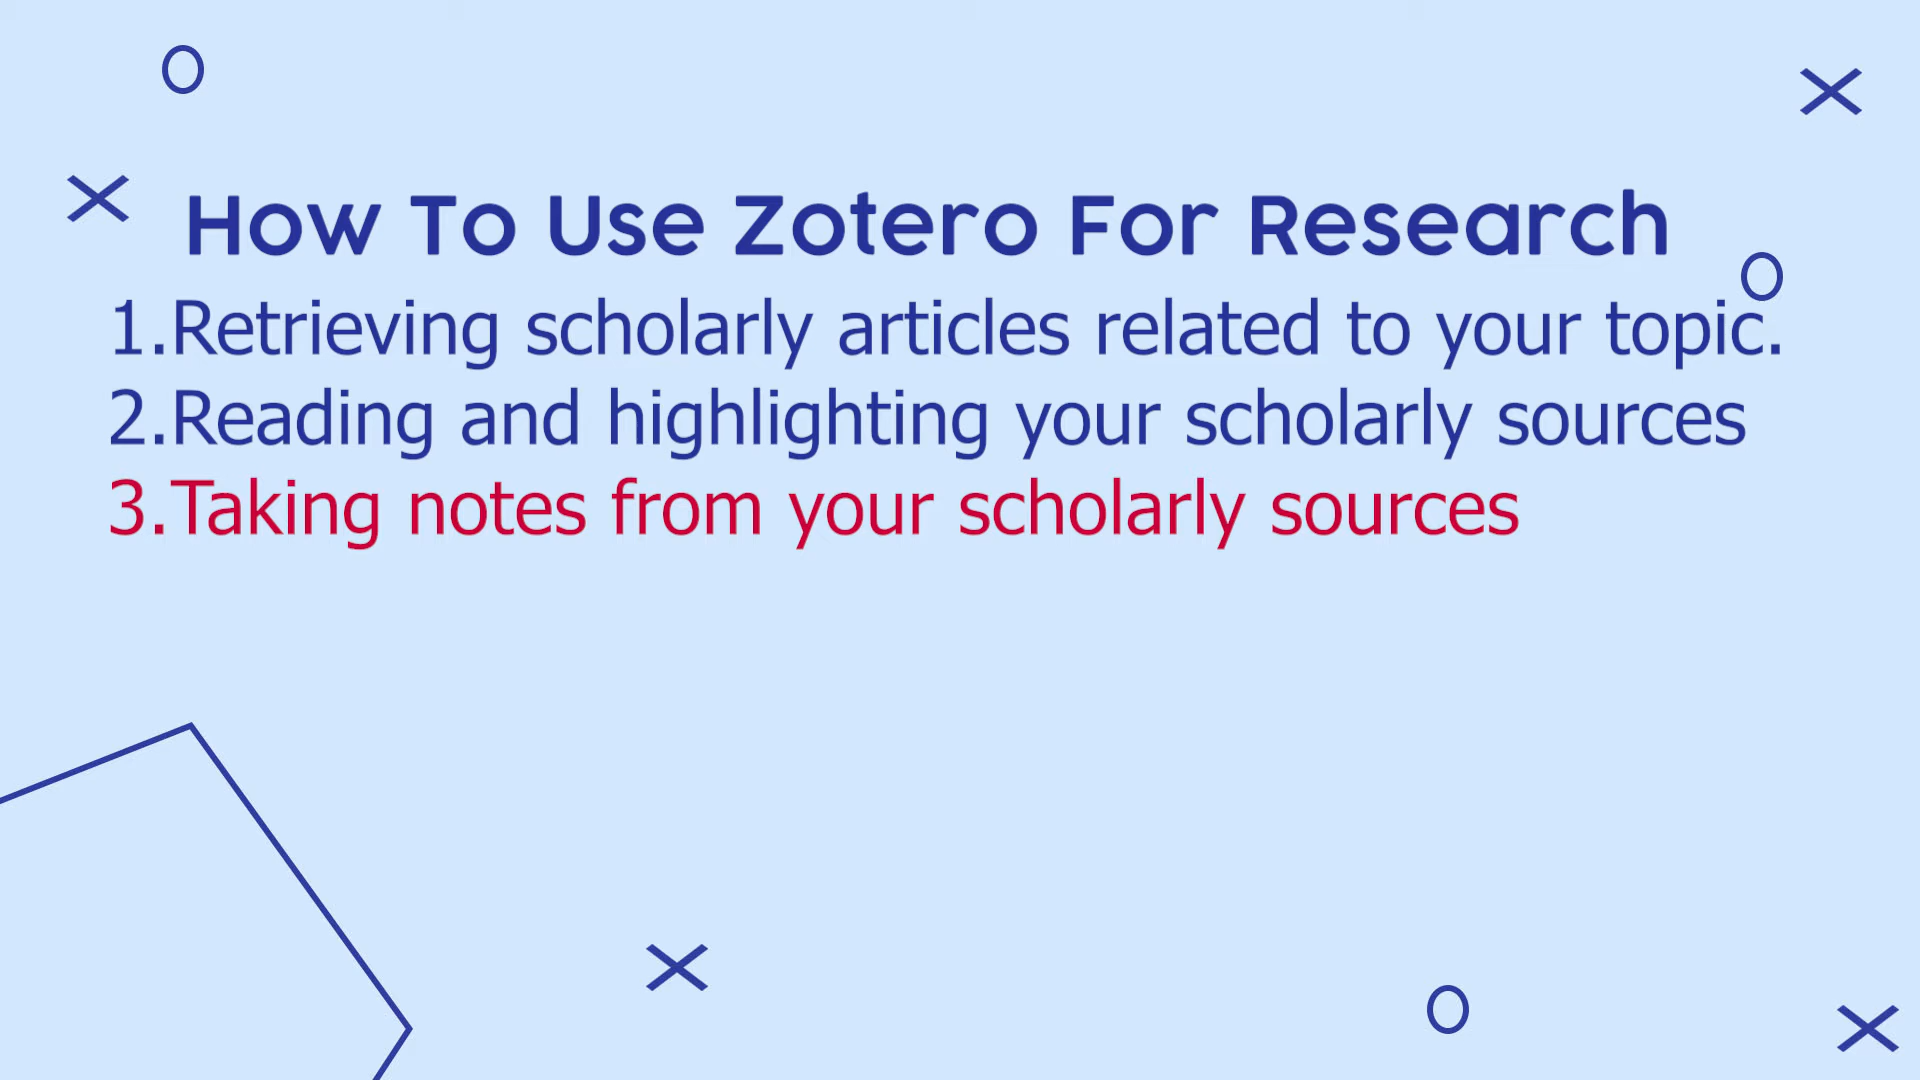 How To Use Zotero For Research
1.Retrieving scholarly articles related to your topic.
2.Reading and highlighting your scholarly sources
3.Taking notes from your scholarly sources